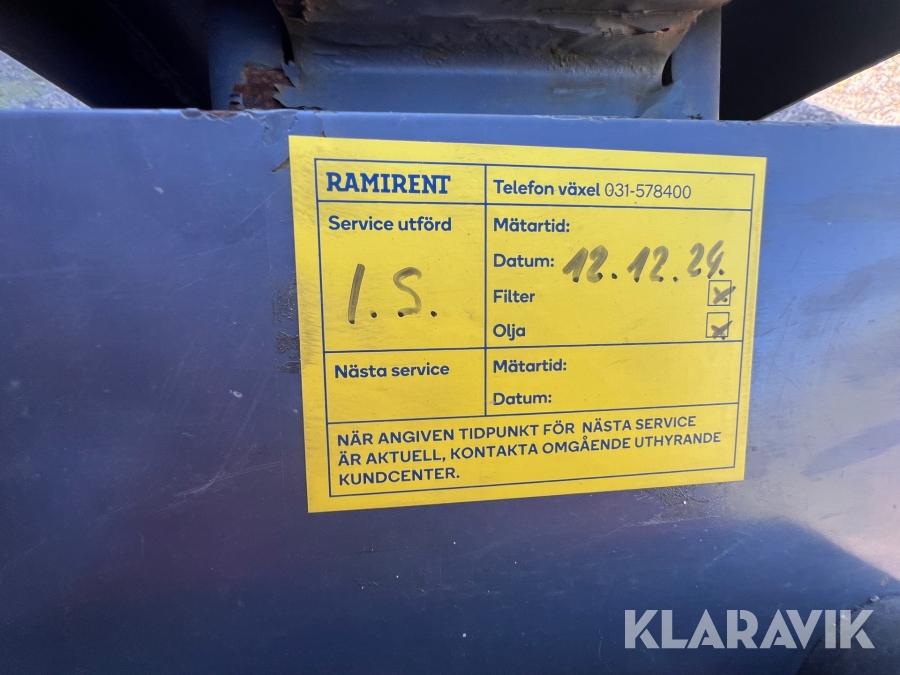 RAMIRENT
Telefon växel 031-578400
Service utförd
I.S.
Mätartid:
Datum: 12.12.24.
Filter
Olja
Nästa service
Mätartid:
Datum:
NÄR ANGIVEN TIDPUNKT FÖR NÄSTA SERVICE
ÄR AKTUELL, KONTAKTA OMGÅENDE UTHYRANDE
KUNDCENTER.
KLARAVIK